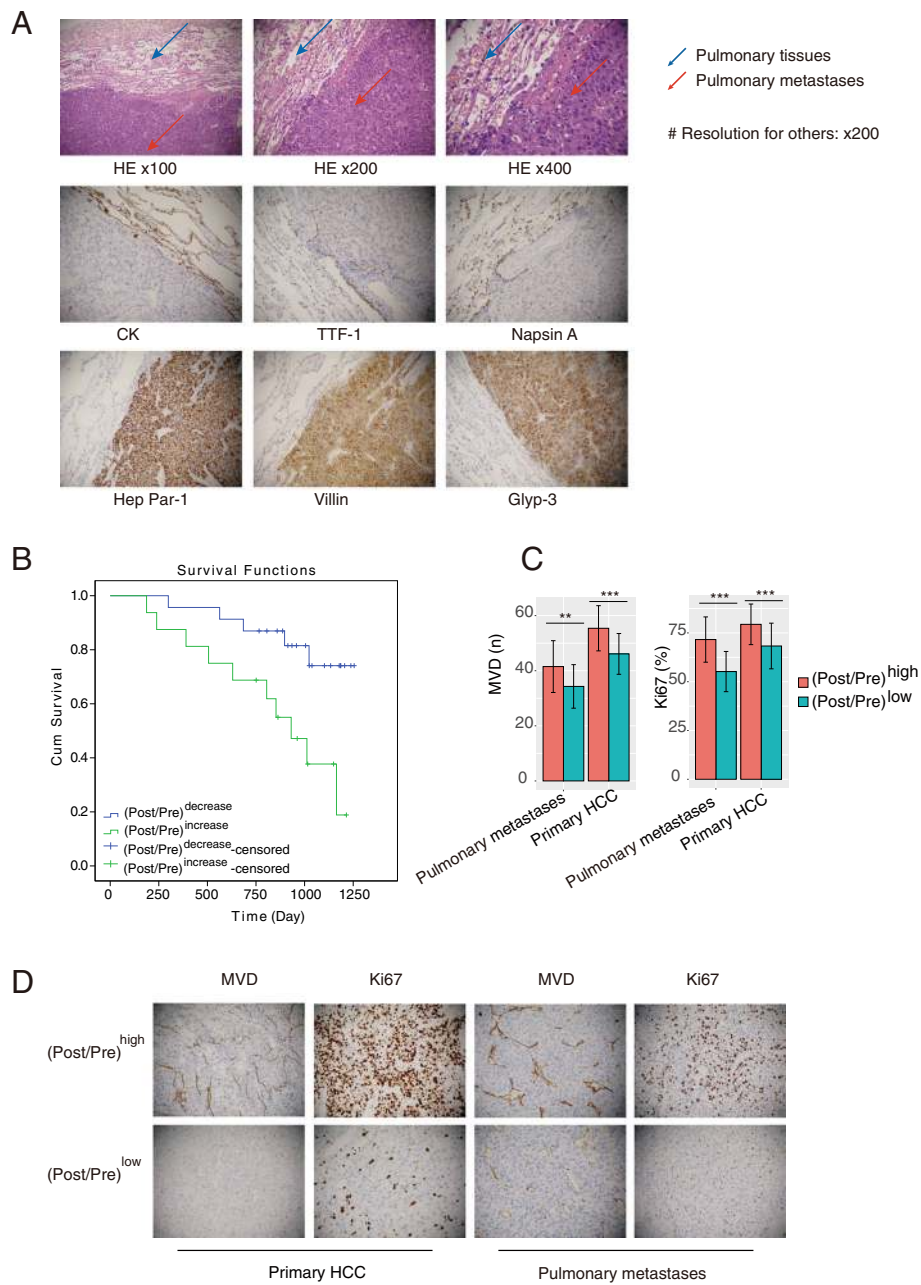 A
Pulmonary tissues
Pulmonary metastases
# Resolution for others: x200
HE x100
HE x200
HE x400
CK
TTF-1
Napsin A
Hep Par-1
Villin
Glyp-3
B
Survival Functions
Cum Survival
1.0
0.8
0.6
0.4
0.2
0.0
(Post/Pre)decrease
(Post/Pre)increase
(Post/Pre)decrease-censored
(Post/Pre)increase-censored
0 250 500 750 1000 1250
Time (Day)
C
MVD (n)
60
40
20
0
**
***
Pulmonary metastases
Primary HCC
Ki67 (%)
75
50
25
0
***
***
Pulmonary metastases
Primary HCC
(Post/Pre)high
(Post/Pre)low
D
MVD Ki67 MVD Ki67
(Post/Pre)high
(Post/Pre)low
Primary HCC
Pulmonary metastases